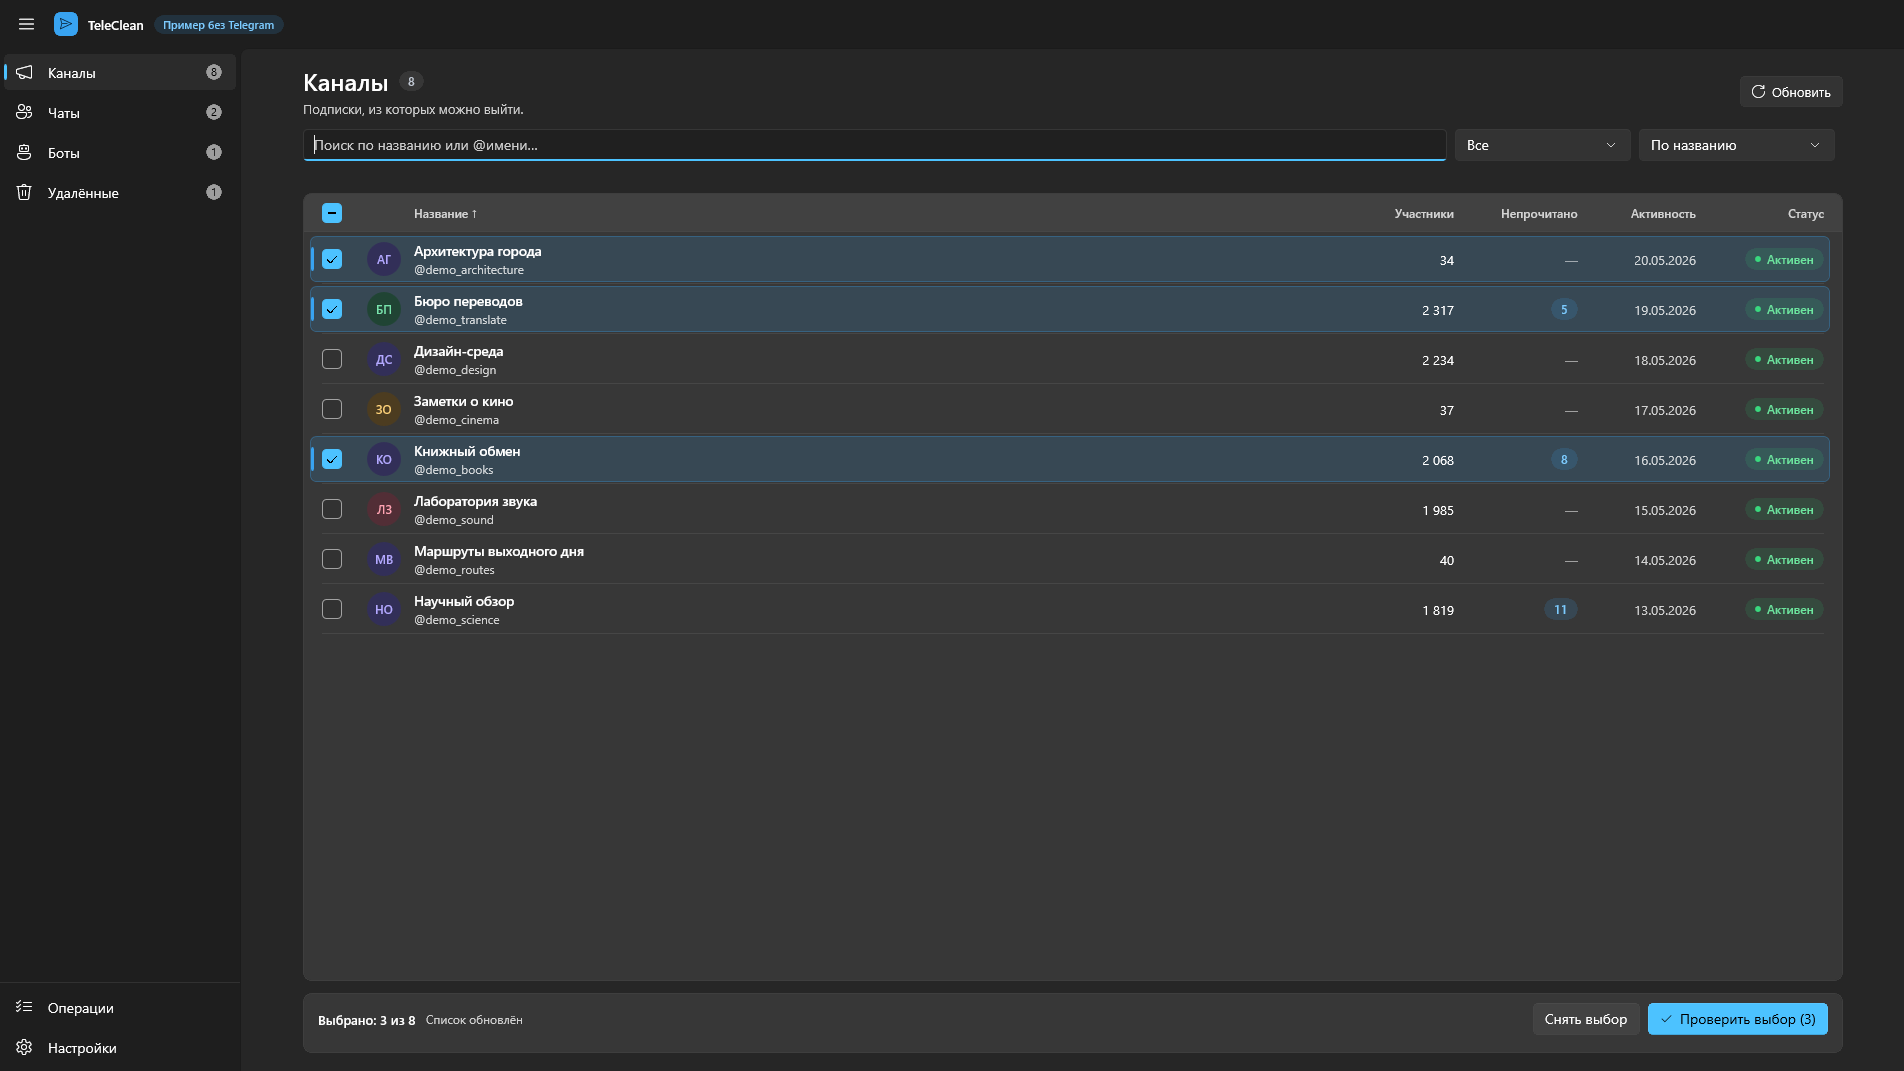 TeleClean Пример без Telegram
Каналы 8
Чаты 2
Боты 1
Удалённые 1
Операции
Настройки
Каналы 8
Подписки, из которых можно выйти.
Обновить
Поиск по названию или @имени... Все По названию
Название ↑ Участники Непрочитано Активность Статус
АГ Архитектура города 34 — 20.05.2026 Активен
@demo_architecture
БП Бюро переводов 2 317 5 19.05.2026 Активен
@demo_translate
ДС Дизайн-среда 2 234 — 18.05.2026 Активен
@demo_design
ЗО Заметки о кино 37 — 17.05.2026 Активен
@demo_cinema
КО Книжный обмен 2 068 8 16.05.2026 Активен
@demo_books
ЛЗ Лаборатория звука 1 985 — 15.05.2026 Активен
@demo_sound
МВ Маршруты выходного дня 40 — 14.05.2026 Активен
@demo_routes
НО Научный обзор 1 819 11 13.05.2026 Активен
@demo_science
Выбрано: 3 из 8 Список обновлён Снять выбор Проверить выбор (3)